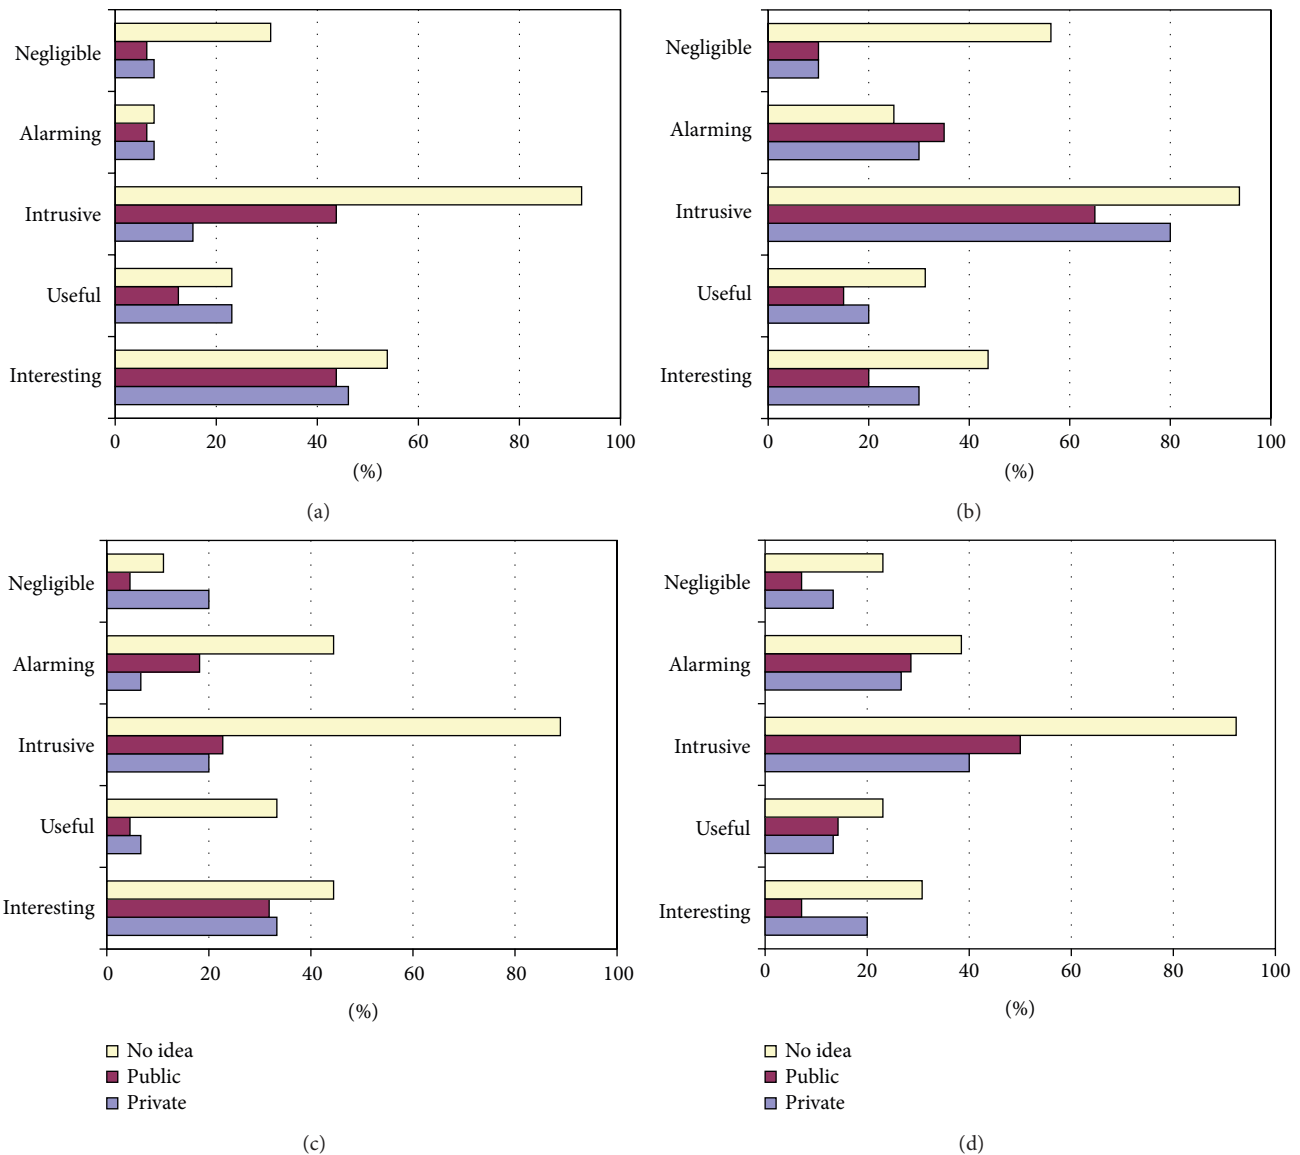 Negligible
Alarming
Intrusive
Useful
Interesting
0 20 40 60 80 100
(%)
(a)
Negligible
Alarming
Intrusive
Useful
Interesting
0 20 40 60 80 100
(%)
(b)
Negligible
Alarming
Intrusive
Useful
Interesting
0 20 40 60 80 100
(%)
No idea
Public
Private
(c)
Negligible
Alarming
Intrusive
Useful
Interesting
0 20 40 60 80 100
(%)
No idea
Public
Private
(d)